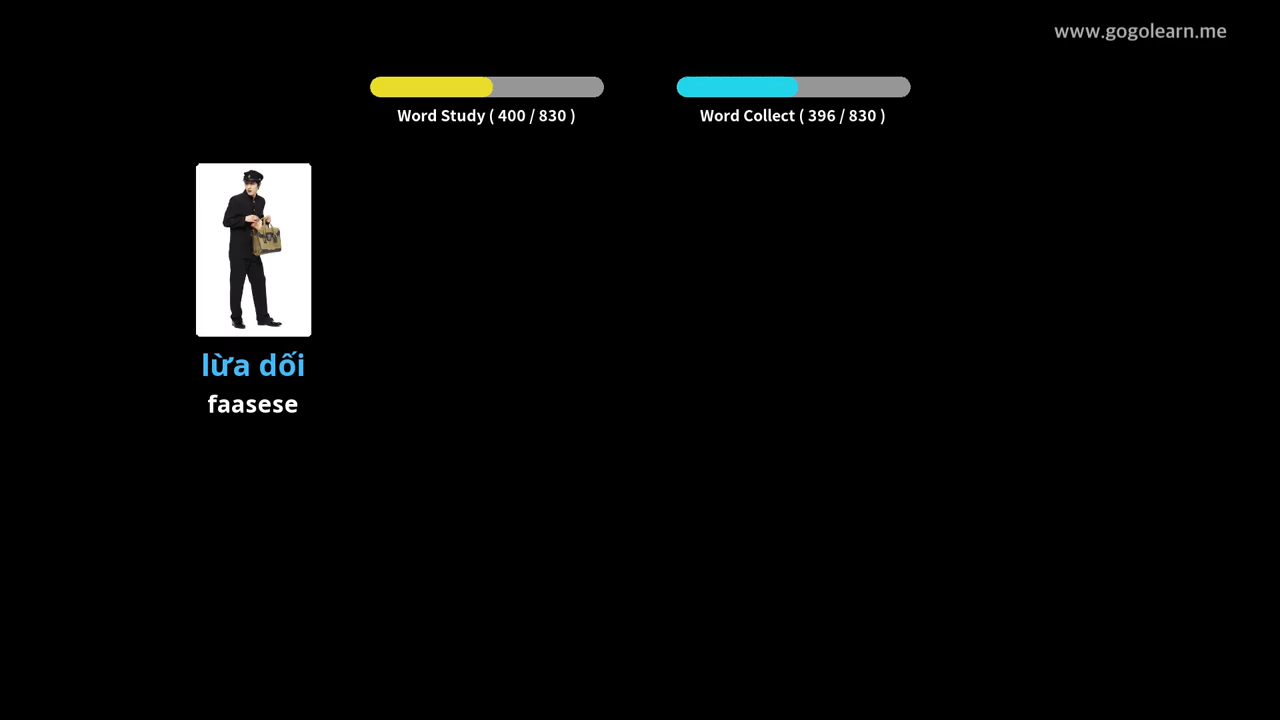 www.gogolearn.me
Word Study ( 400 / 830 )
Word Collect ( 396 / 830 )
lừa dối
faasese